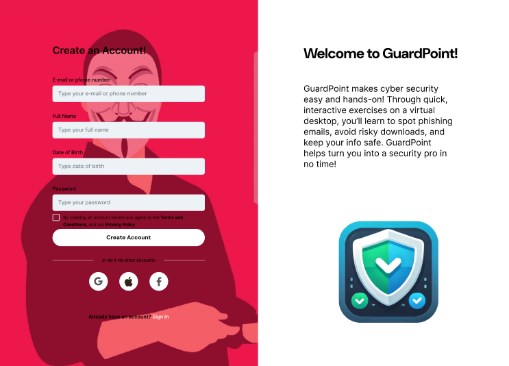 Create an Account!
E-mail or phone number
Type your e-mail or phone number
Full Name
Type your full name
Date of Birth
Type date of birth
Password
Type your password
By creating an account means you agree to the Terms and
Conditions, and our Privacy Policy
Create Account
or do it via other accounts
G
f
Already have an account? Sign In
Welcome to GuardPoint!
GuardPoint makes cyber security
easy and hands-on! Through quick,
interactive exercises on a virtual
desktop, you'll learn to spot phishing
emails, avoid risky downloads, and
keep your info safe. GuardPoint
helps turn you into a security pro in
no time!